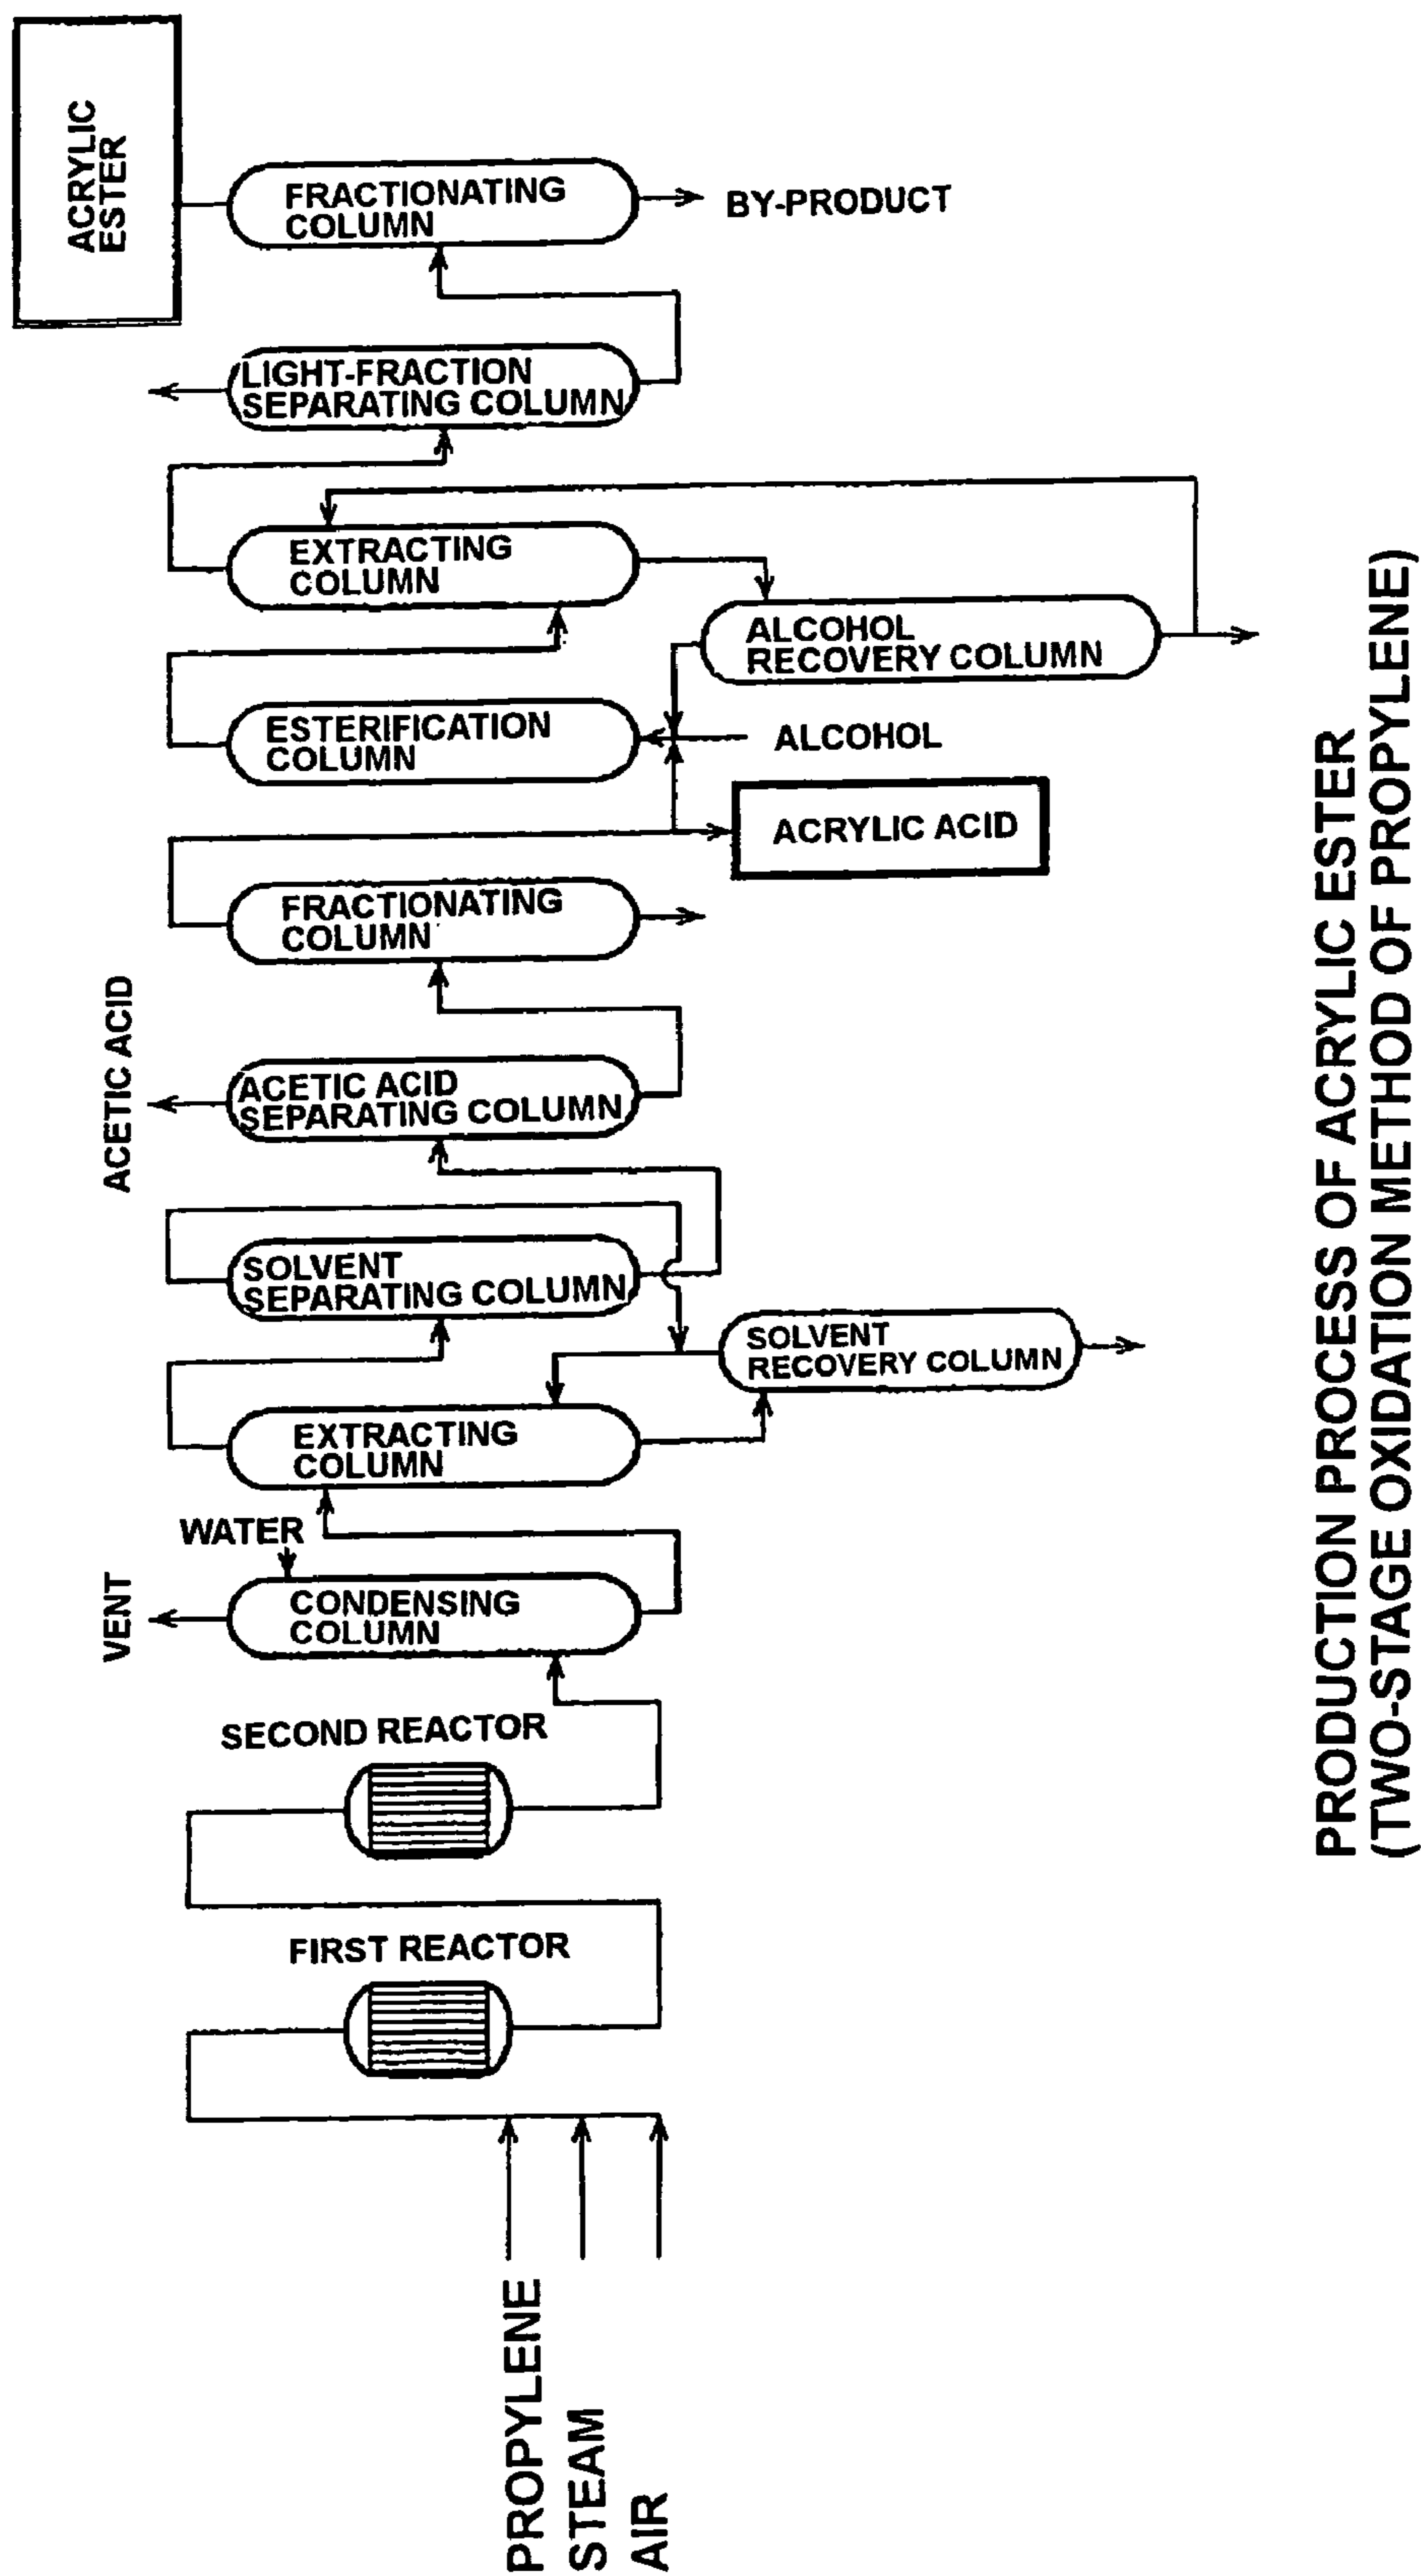 PROPYLENE
STEAM
AIR
FIRST REACTOR
SECOND REACTOR
VENT
WATER
CONDENSING
COLUMN
EXTRACTING
COLUMN
SOLVENT
RECOVERY COLUMN
SOLVENT
SEPARATING COLUMN
ACETIC ACID
ACETIC ACID
SEPARATING COLUMN
FRACTIONATING
COLUMN
ACRYLIC ACID
ESTERIFICATION
COLUMN
ALCOHOL
ALCOHOL
RECOVERY COLUMN
EXTRACTING
COLUMN
LIGHT-FRACTION
SEPARATING COLUMN
FRACTIONATING
COLUMN
BY-PRODUCT
ACRYLIC
ESTER
PRODUCTION PROCESS OF ACRYLIC ESTER
(TWO-STAGE OXIDATION METHOD OF PROPYLENE)